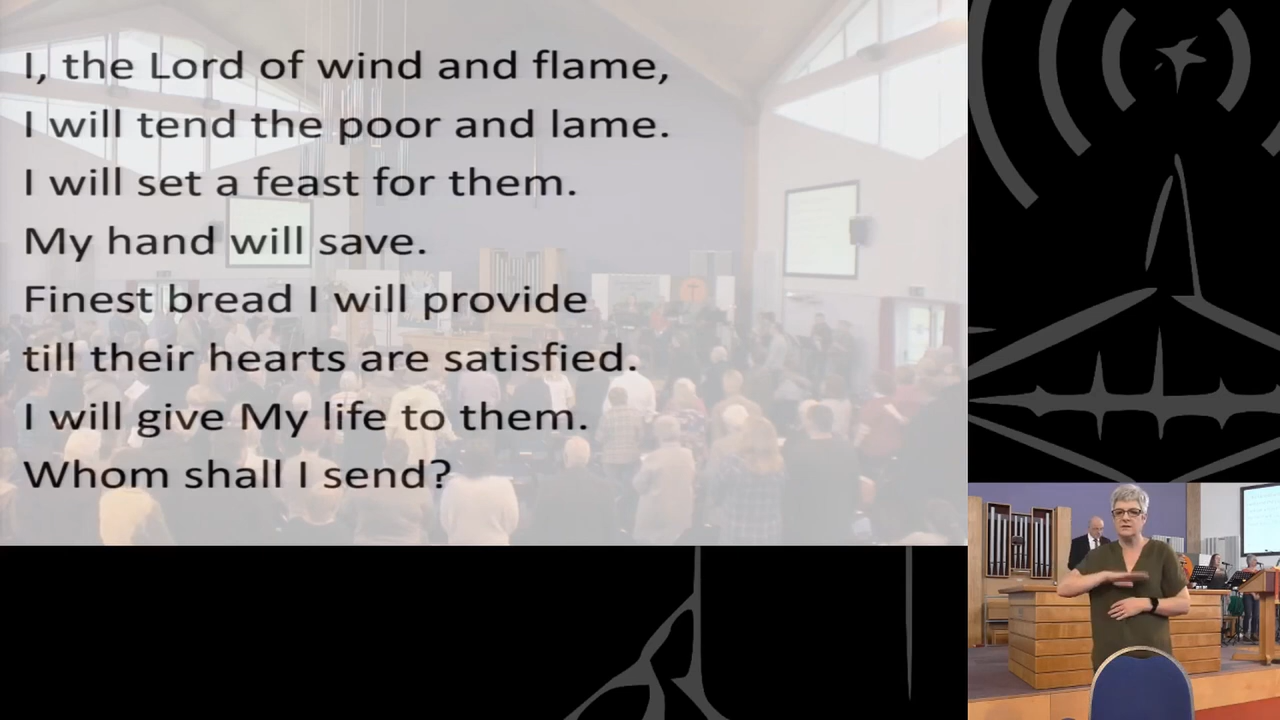 I, the Lord of wind and flame,
I will tend the poor and lame.
I will set a feast for them.
My hand will save.
Finest bread I will provide
till their hearts are satisfied.
I will give My life to them.
Whom shall I send?